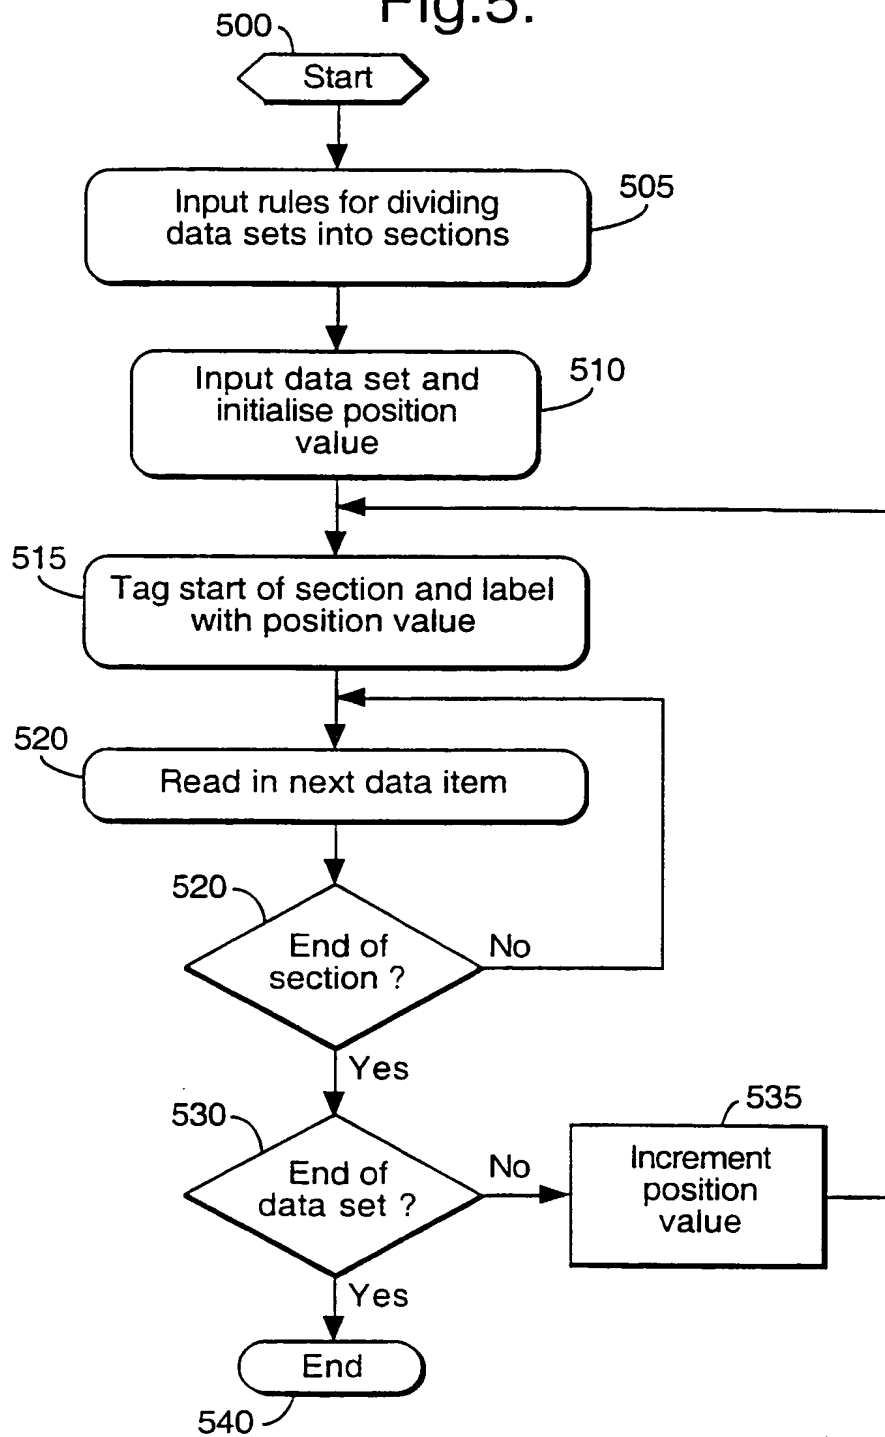 Fig.5.
500
Start
Input rules for dividing
data sets into sections
505
Input data set and
initialise position
value
510
515
Tag start of section and label
with position value
520
Read in next data item
520
End of
section ?
No
Yes
530
End of
data set ?
No
535
Increment
position
value
Yes
End
540